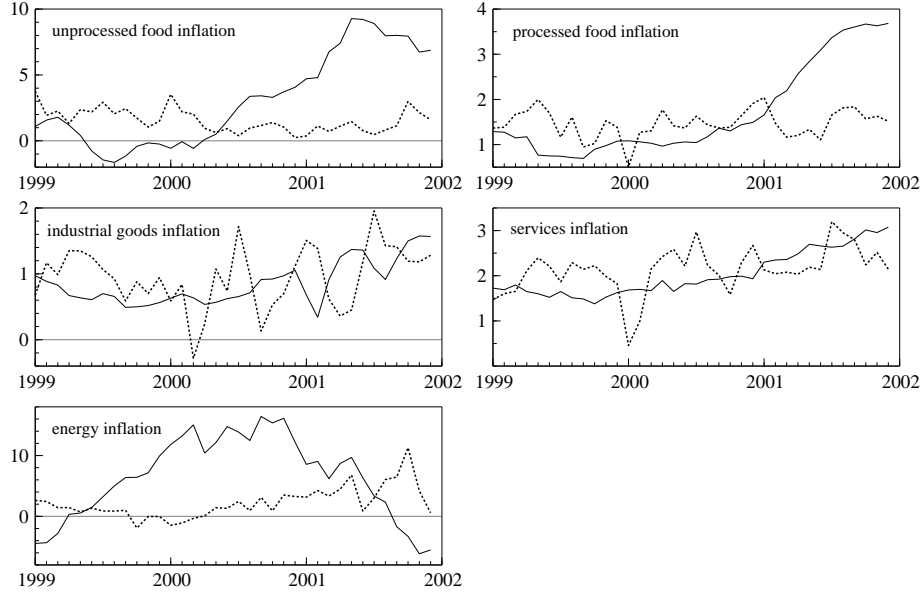 10
unprocessed food inflation
5
0
1999 2000 2001 2002
4
processed food inflation
3
2
1
1999 2000 2001 2002
2
industrial goods inflation
1
0
1999 2000 2001 2002
3
services inflation
2
1
1999 2000 2001 2002
energy inflation
10
0
1999 2000 2001 2002